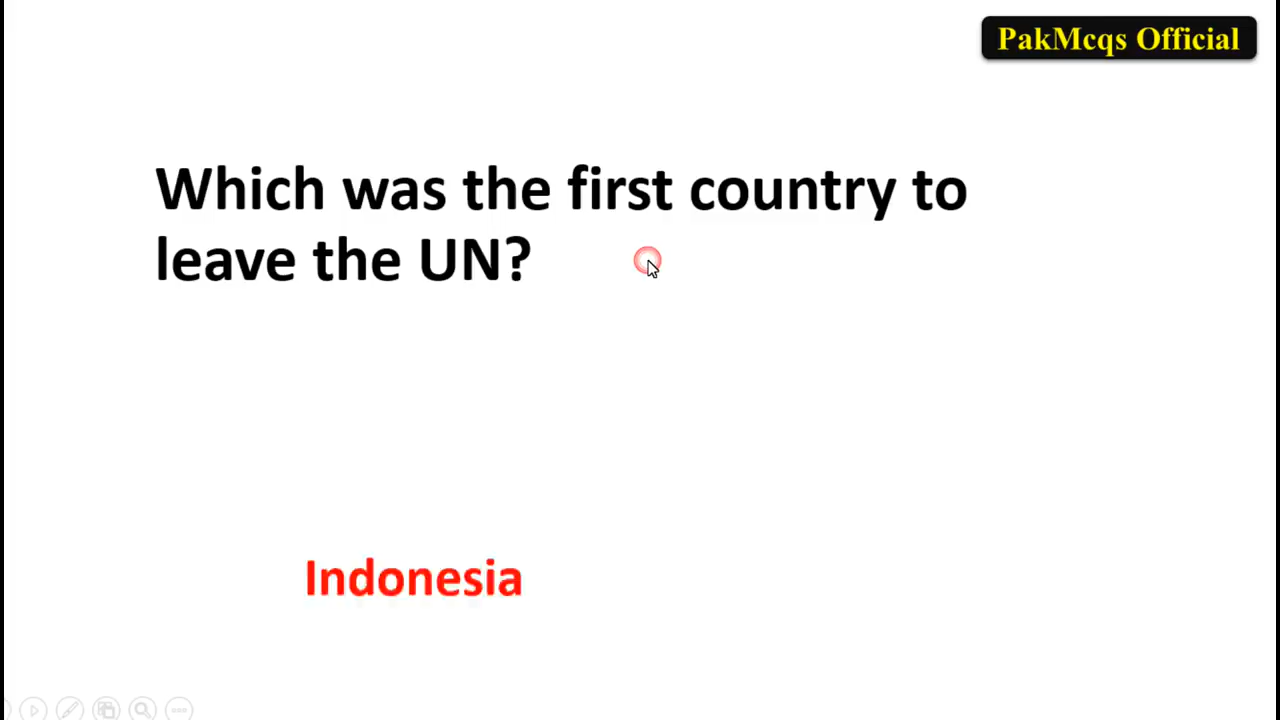 PakMcqs Official
Which was the first country to
leave the UN?
Indonesia